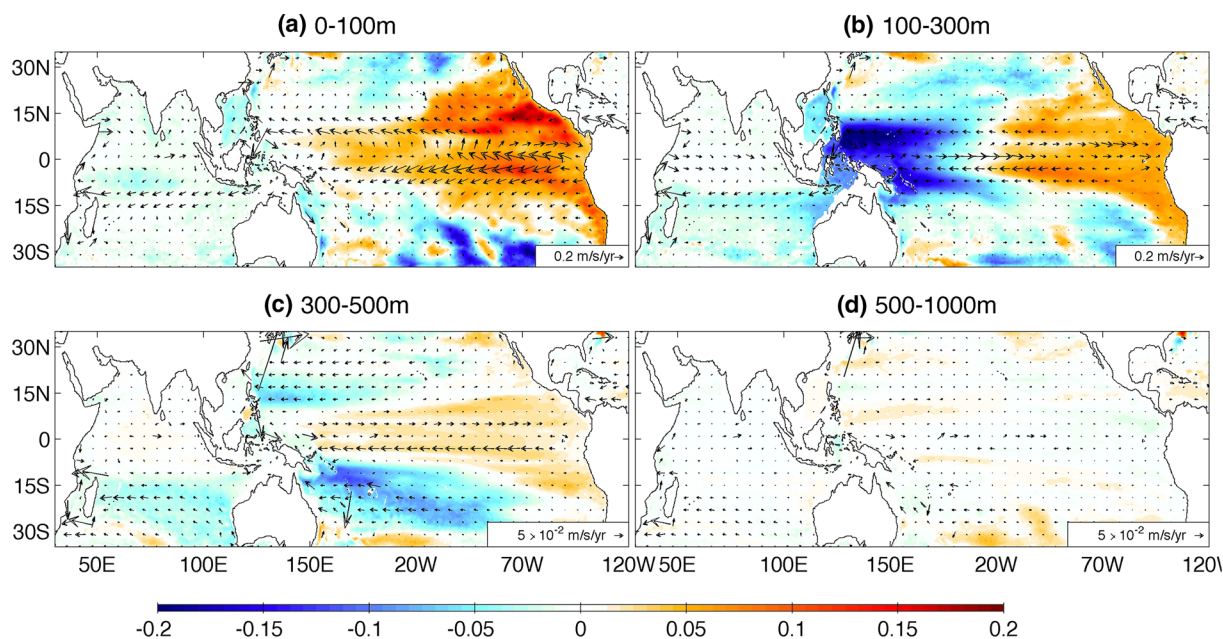 (a) 0-100m
(b) 100-300m
30N
15N
0
15S
30S
0.2 m/s/yr
0.2 m/s/yr
(c) 300-500m
(d) 500-1000m
30N
15N
0
15S
30S
5 × 10-2 m/s/yr
5 × 10-2 m/s/yr
50E 100E 150E 20W 70W 120W 50E 100E 150E 20W 70W 120W
-0.2 -0.15 -0.1 -0.05 0 0.05 0.1 0.15 0.2